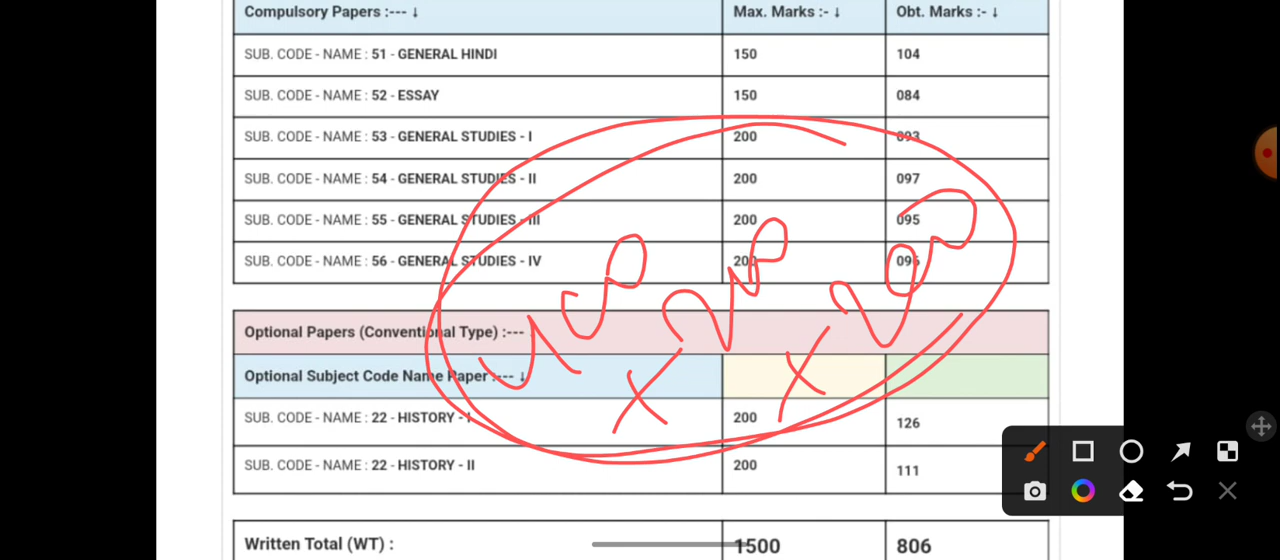 Compulsory Papers :--- ↓ Max. Marks :- ↓ Obt. Marks :- ↓
SUB. CODE - NAME : 51 - GENERAL HINDI 150 104
SUB. CODE - NAME : 52 - ESSAY 150 084
SUB. CODE - NAME : 53 - GENERAL STUDIES - I 200 093
SUB. CODE - NAME : 54 - GENERAL STUDIES - II 200 097
SUB. CODE - NAME : 55 - GENERAL STUDIES - III 200 095
SUB. CODE - NAME : 56 - GENERAL STUDIES - IV 200 096
Optional Papers (Conventional Type) :---
Optional Subject Code Name Paper :--- ↓
SUB. CODE - NAME : 22 - HISTORY - I 200 126
SUB. CODE - NAME : 22 - HISTORY - II 200 111
Written Total (WT) : 1500 806